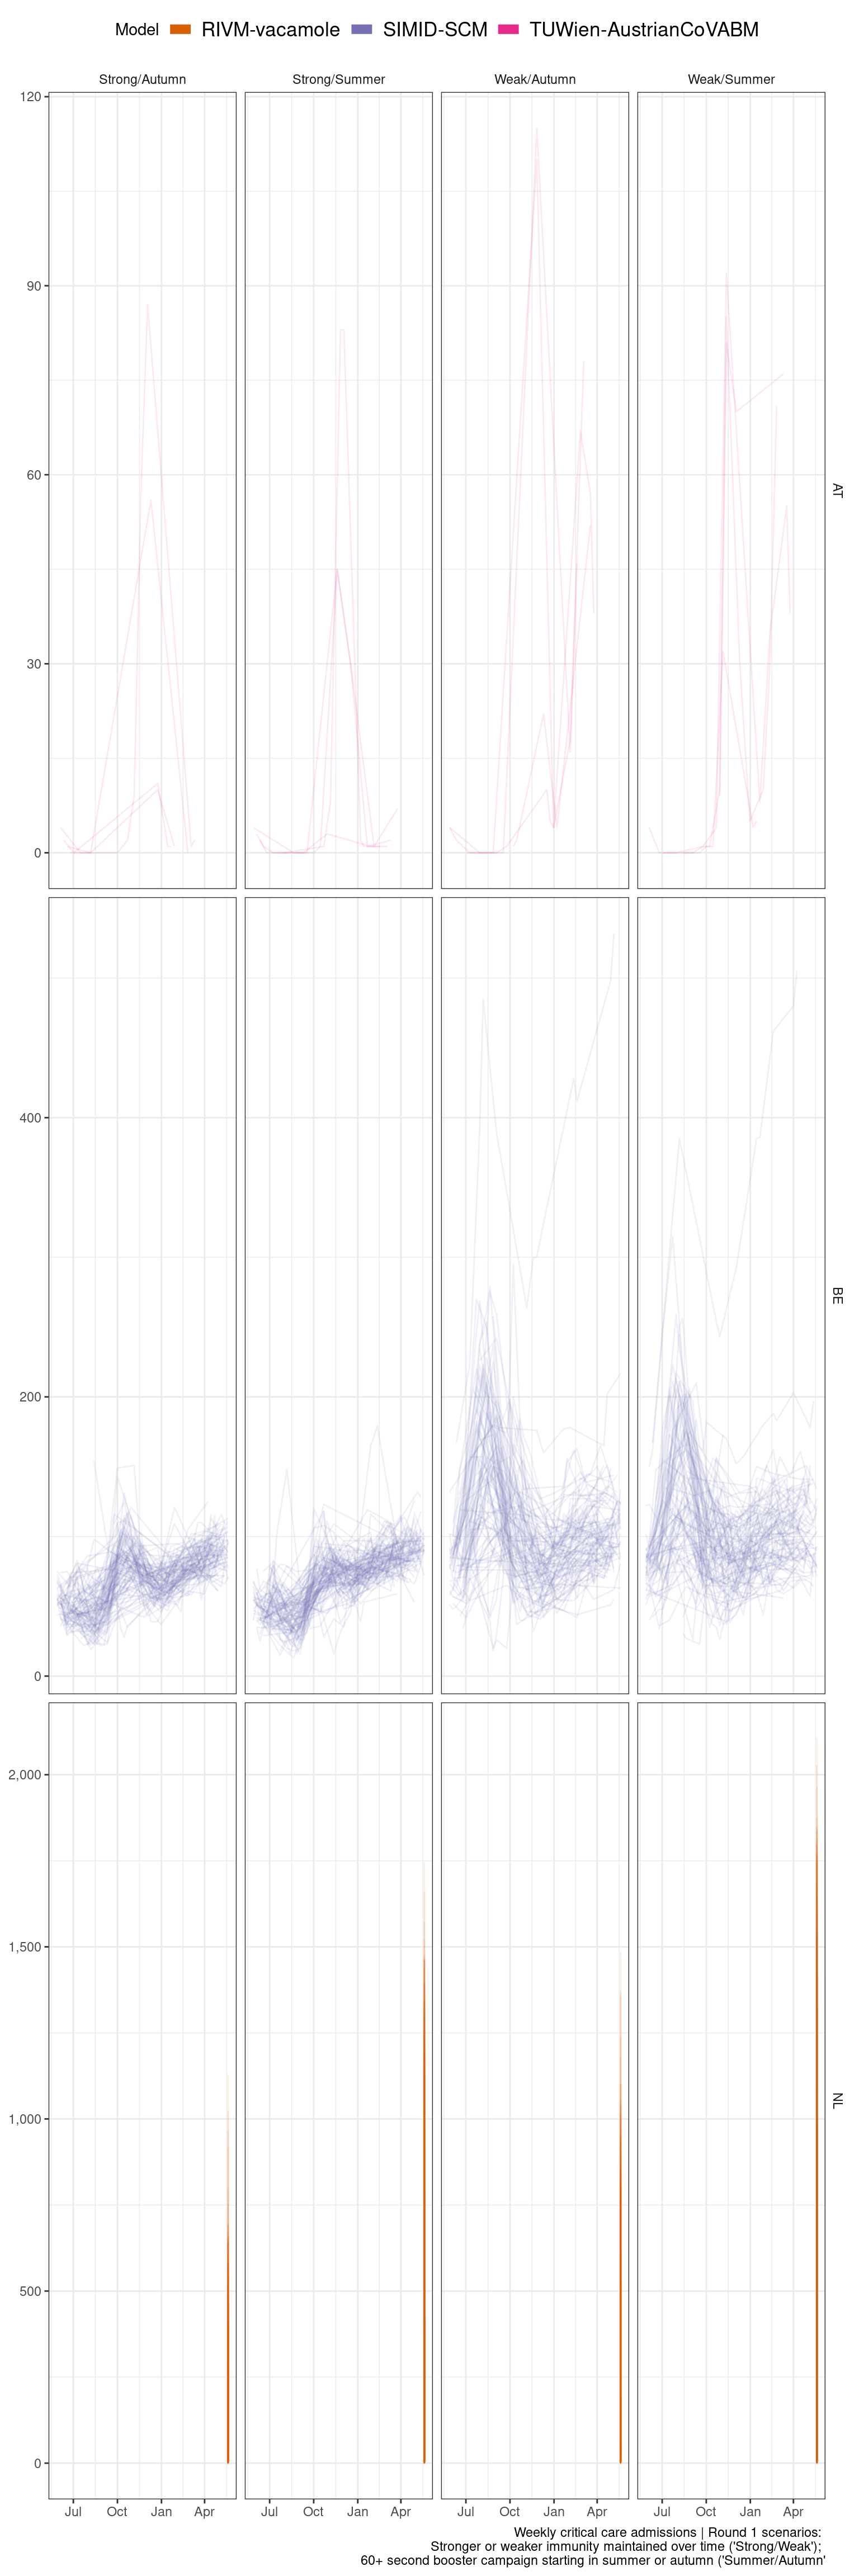 Model RIVM-vacamole SIMID-SCM TUWien-AustrianCoVABM
Strong/Autumn Strong/Summer Weak/Autumn Weak/Summer
120
90
60
30
0
AT
400
200
0
BE
2,000
1,500
1,000
500
0
NL
Jul Oct Jan Apr Jul Oct Jan Apr Jul Oct Jan Apr Jul Oct Jan Apr
Weekly critical care admissions | Round 1 scenarios:
Stronger or weaker immunity maintained over time ('Strong/Weak');
60+ second booster campaign starting in summer or autumn ('Summer/Autumn'